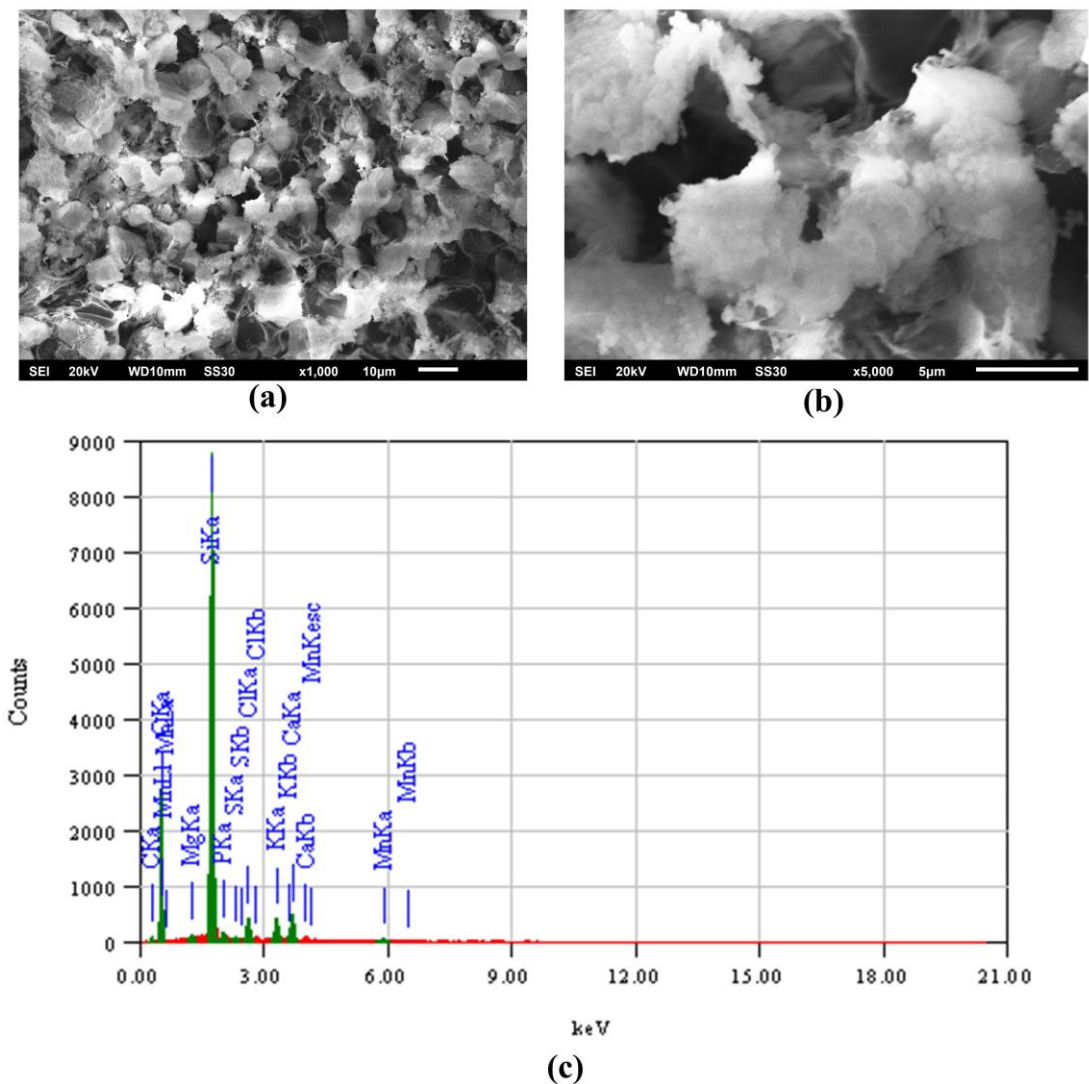 SEI 20kV WD10mm SS30 x1,000 10µm
(a)
SEI 20kV WD10mm SS30 x5,000 5µm
(b)
9000
8000
7000
6000
5000
4000
3000
2000
1000
0
Counts
CKa
MnLl
OKa
MgKa
SiKa
PKa
SKa
SKb
ClKa
ClKb
KKa
KKb
CaKa
CaKb
MnKesc
MnKa
MnKb
0.00 3.00 6.00 9.00 12.00 15.00 18.00 21.00
keV
(c)